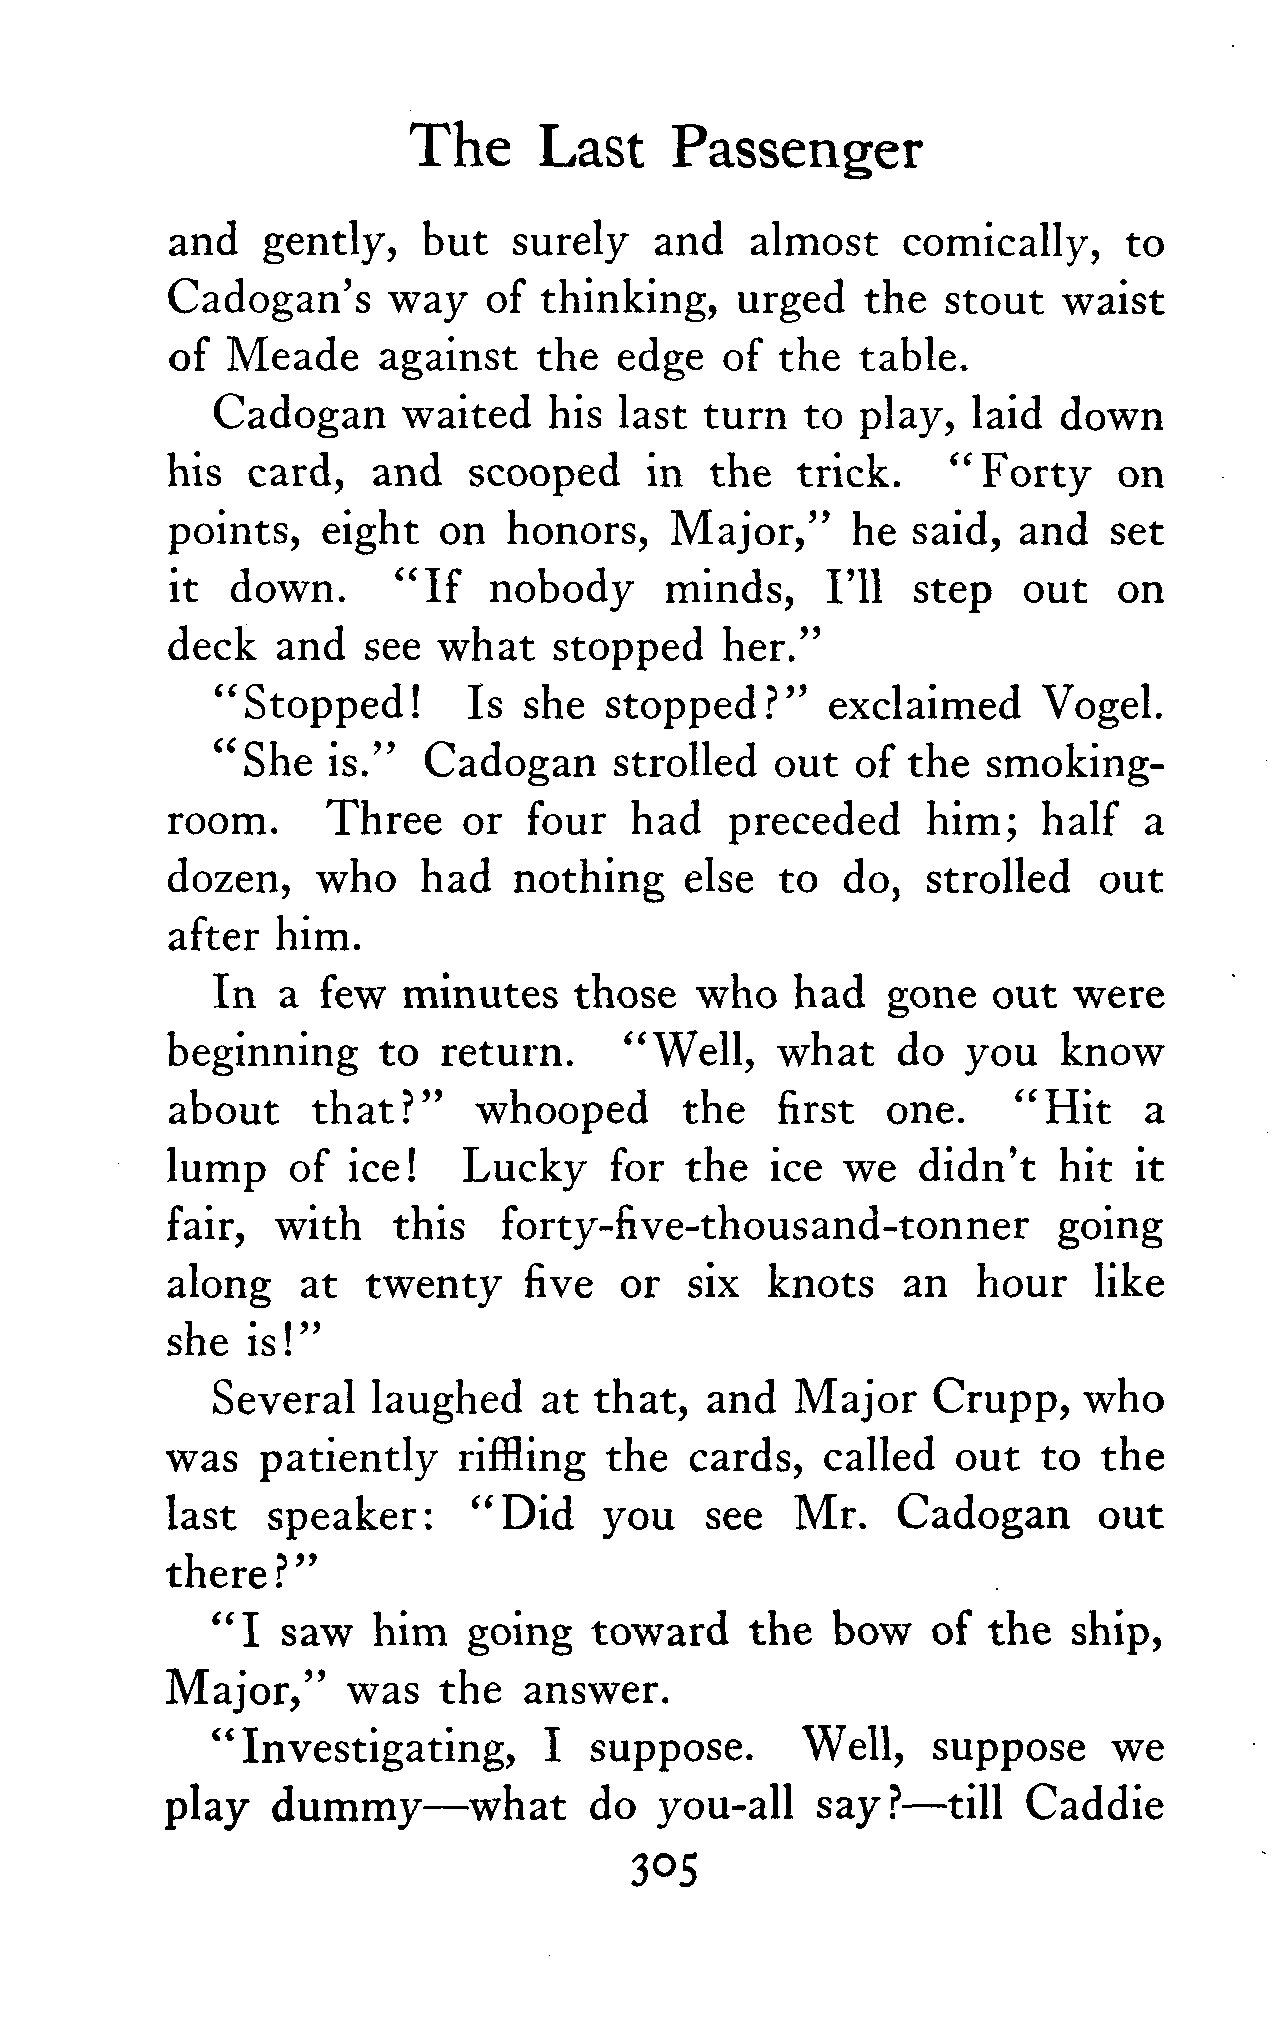 The Last Passenger
and gently, but surely and almost comically, to
Cadogan's way of thinking, urged the stout waist
of Meade against the edge of the table.
Cadogan waited his last turn to play, laid down
his card, and scooped in the trick. "Forty on
points, eight on honors, Major," he said, and set
it down. "If nobody minds, I'll step out on
deck and see what stopped her."
"Stopped! Is she stopped?" exclaimed Vogel.
"She is." Cadogan strolled out of the smoking-
room. Three or four had preceded him; half a
dozen, who had nothing else to do, strolled out
after him.
In a few minutes those who had gone out were
beginning to return. "Well, what do you know
about that?" whooped the first one. "Hit a
lump of ice! Lucky for the ice we didn't hit it
fair, with this forty-five-thousand-tonner going
along at twenty five or six knots an hour like
she is!"
Several laughed at that, and Major Crupp, who
was patiently riffling the cards, called out to the
last speaker: "Did you see Mr. Cadogan out
there?"
"I saw him going toward the bow of the ship,
Major," was the answer.
"Investigating, I suppose. Well, suppose we
play dummy—what do you-all say?—till Caddie
305